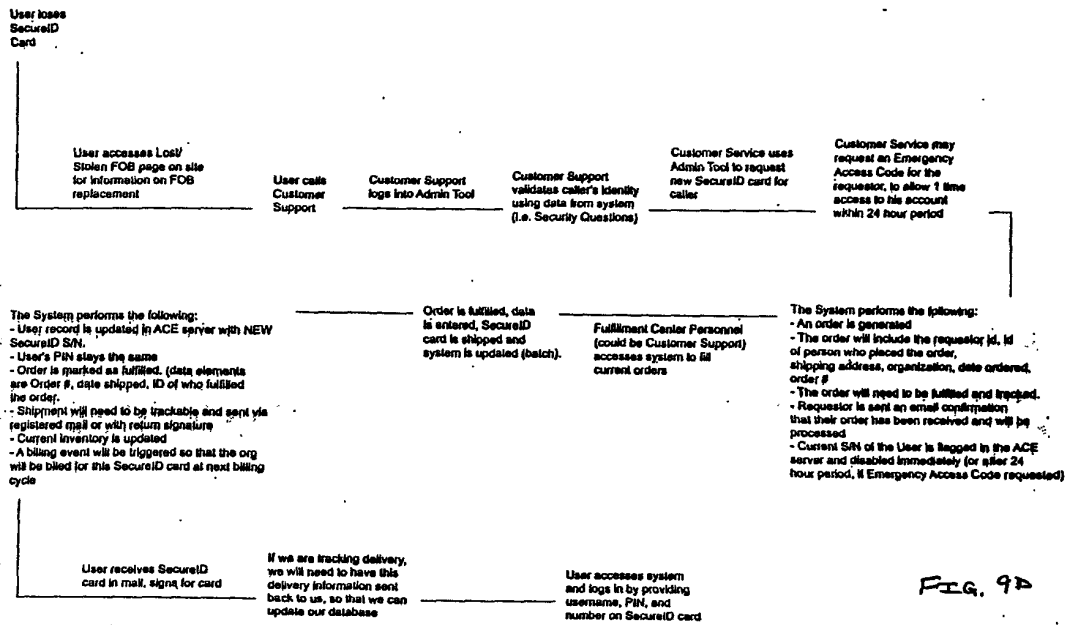 User loses
SecureID
Card
User accesses Lost/
Stolen FOB page on site
for information on FOB
replacement
User calls
Customer
Support
Customer Support
logs into Admin Tool
Customer Support
validates caller's identity
using data from system
(i.e. Security Questions)
Customer Service uses
Admin Tool to request
new SecureID card for
caller
Customer Service may
request an Emergency
Access Code for the
requestor, to allow 1 time
access to his account
within 24 hour period
The System performs the following:
- An order is generated
- The order will include the requestor id, id
of person who placed the order,
shipping address, organization, date ordered,
order #
- The order will need to be fulfilled and tracked.
- Requestor is sent an email confirmation
that their order has been received and will be
processed
- Current S/N of the User is flagged in the ACE
server and disabled immediately (or after 24
hour period, if Emergency Access Code requested)
Fulfillment Center Personnel
(could be Customer Support)
accesses system to fill
current orders
Order is fulfilled, data
is entered, SecureID
card is shipped and
system is updated (batch).
The System performs the following:
- User record is updated in ACE server with NEW
SecureID S/N.
- User's PIN stays the same
- Order is marked as fulfilled. (data elements
are Order #, date shipped, ID of who fulfilled
the order.
- Shipment will need to be trackable and sent via
registered mail or with return signature
- Current inventory is updated
- A billing event will be triggered so that the org
will be billed for this SecureID card at next billing
cycle
User receives SecureID
card in mail, signs for card
If we are tracking delivery,
we will need to have this
delivery information sent
back to us, so that we can
update our database
User accesses system
and logs in by providing
username, PIN, and
number on SecureID card
FIG. 9D